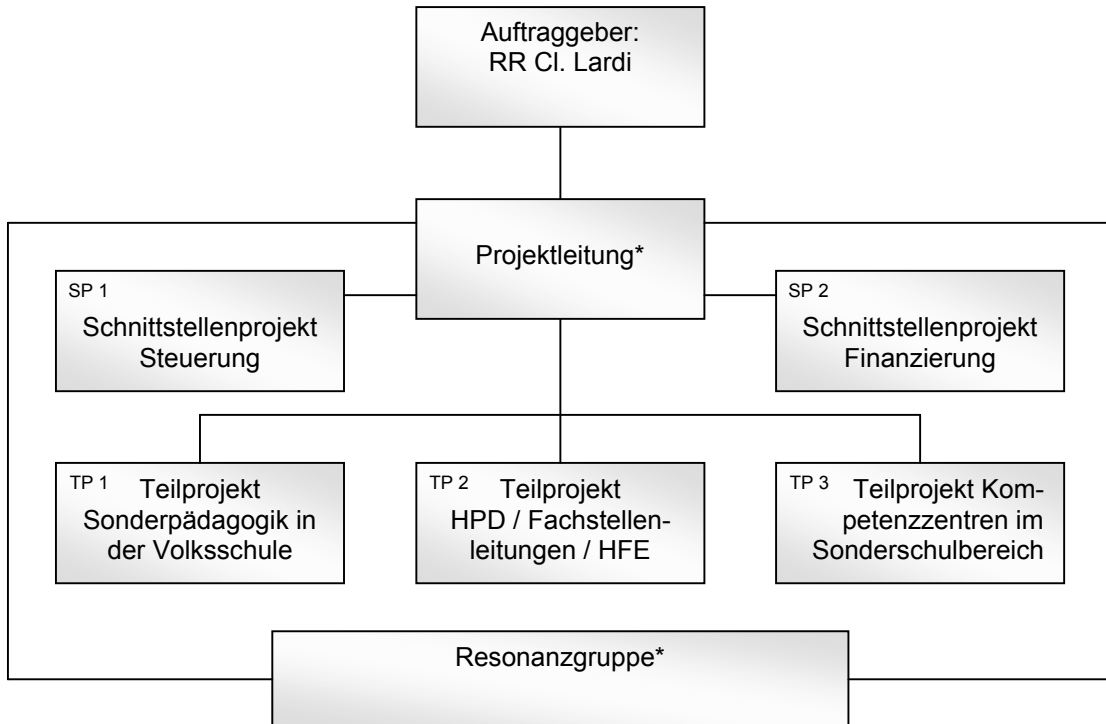 Auftraggeber:
RR Cl. Lardi
Projektleitung*
SP 1
Schnittstellenprojekt
Steuerung
SP 2
Schnittstellenprojekt
Finanzierung
TP 1 Teilprojekt
Sonderpädagogik in
der Volksschule
TP 2 Teilprojekt
HPD / Fachstellen-
leitungen / HFE
TP 3 Teilprojekt Kom-
petenzzentren im
Sonderschulbereich
Resonanzgruppe*